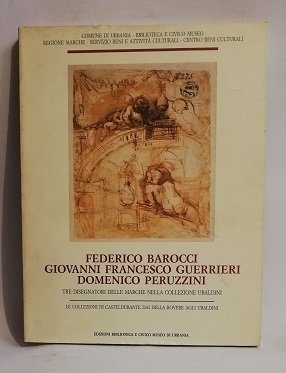 COMUNE DI URBANIA - BIBLIOTECA E CIVICO MUSEO
REGIONE MARCHE - SERVIZIO BENI E ATTIVITÀ CULTURALI - CENTRO BENI CULTURALI
FEDERICO BAROCCI
GIOVANNI FRANCESCO GUERRIERI
DOMENICO PERUZZINI
TRE DISEGNATORI DELLE MARCHE NELLA COLLEZIONE UBALDINI
LE COLLEZIONI DI CASTELDURANTE DAI DELLA ROVERE AGLI UBALDINI
EDIZIONI BIBLIOTECA E CIVICO MUSEO DI URBANIA